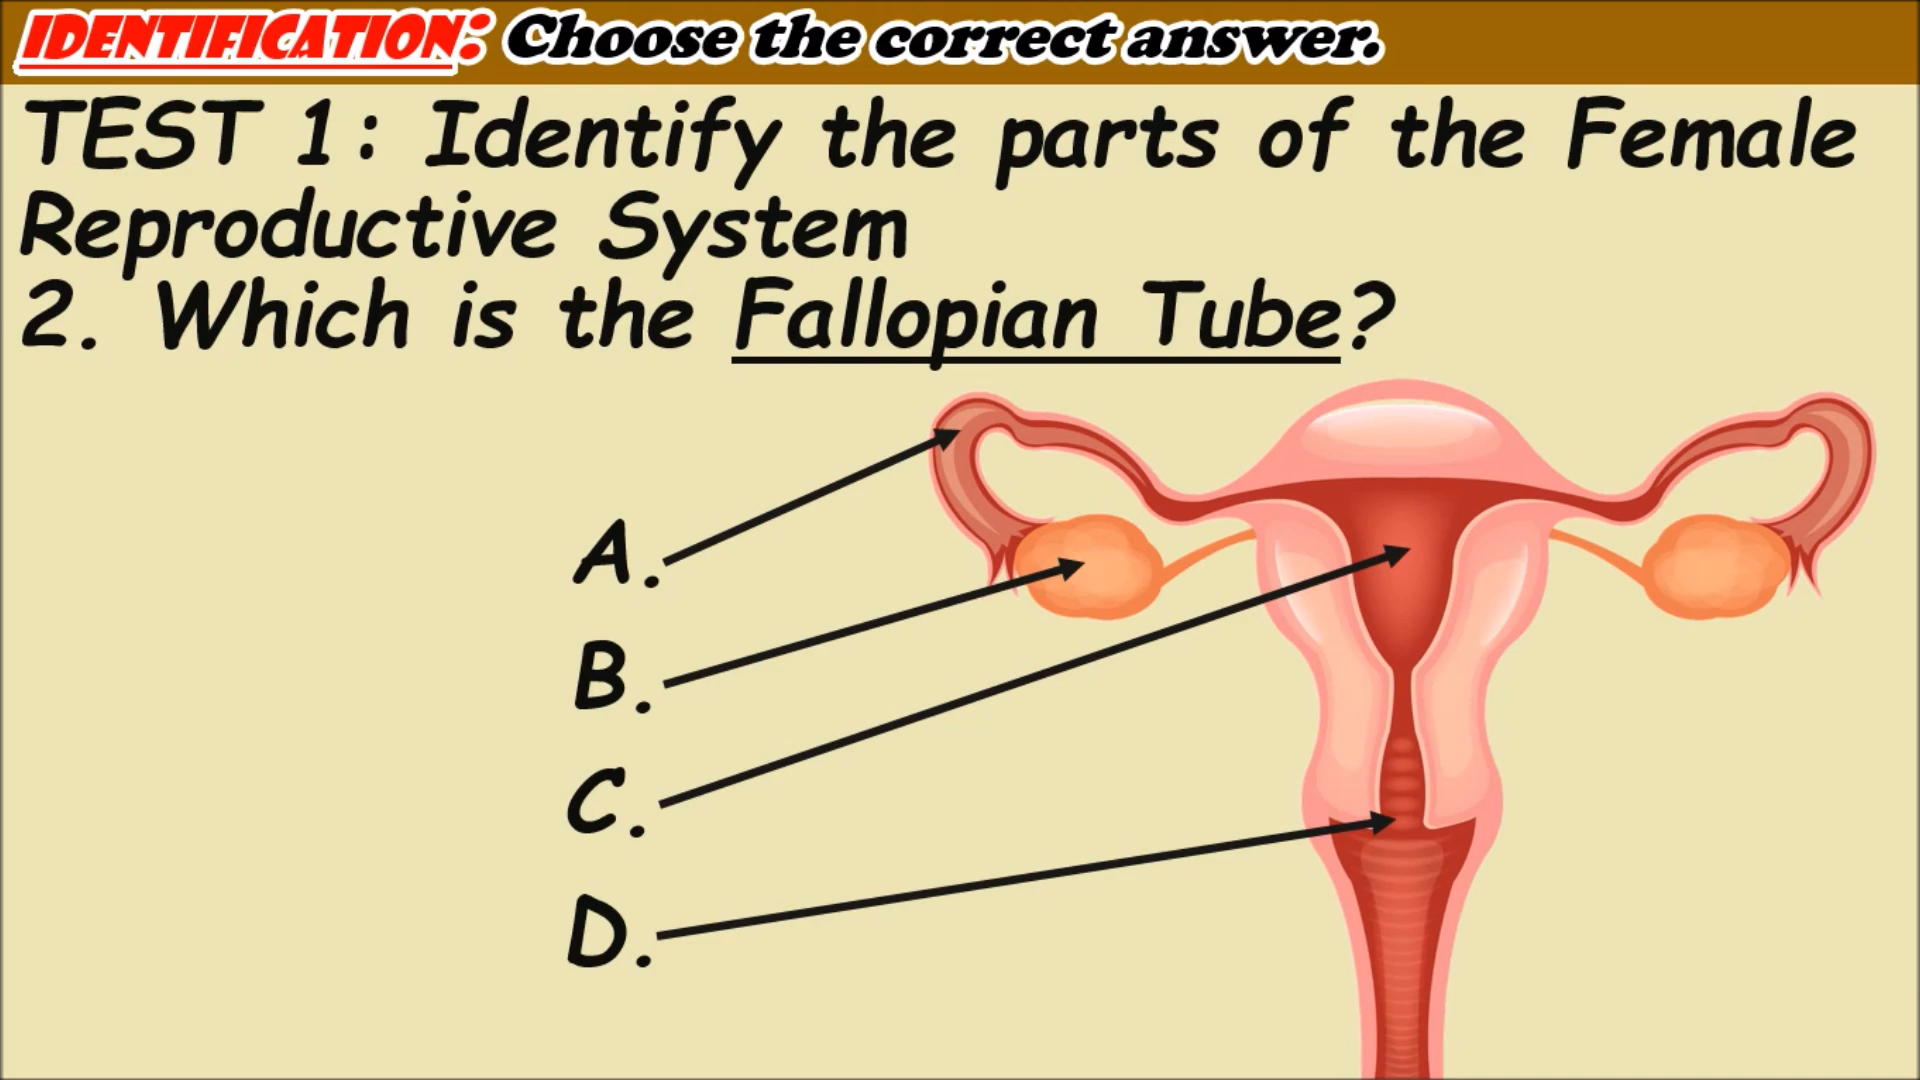 IDENTIFICATION: Choose the correct answer.
TEST 1: Identify the parts of the Female
Reproductive System
2. Which is the Fallopian Tube?
A.
B.
C.
D.